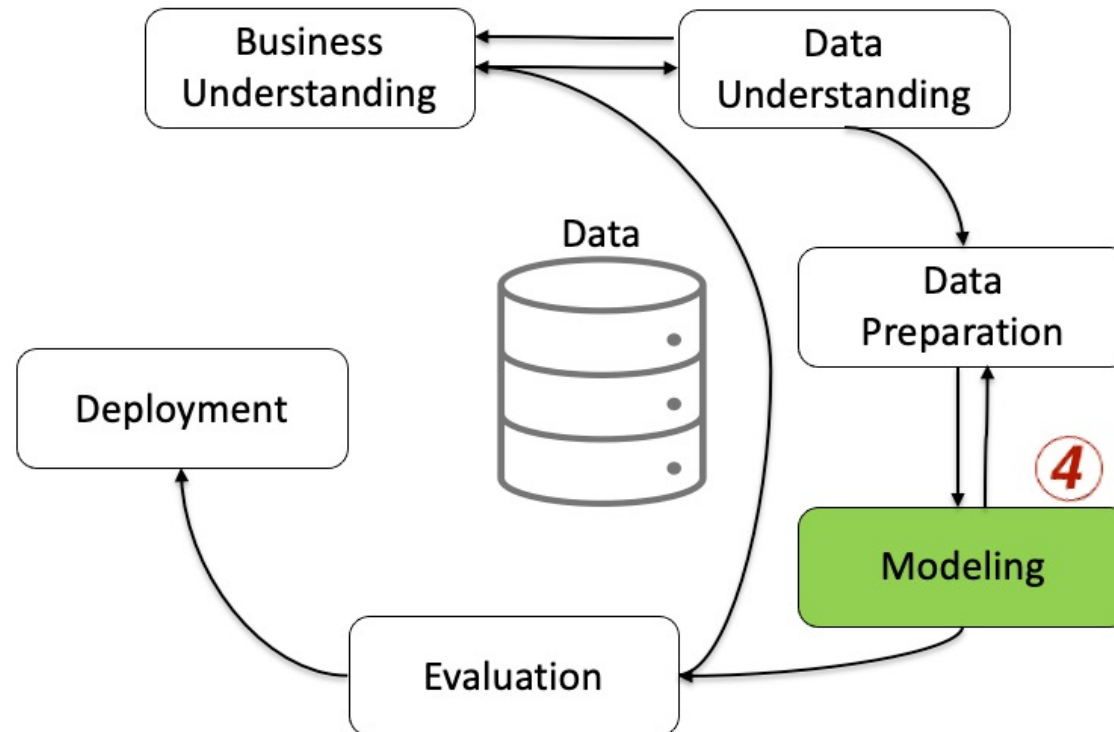 Business
Understanding
Data
Understanding
Data
Data
Preparation
Deployment
4
Modeling
Evaluation